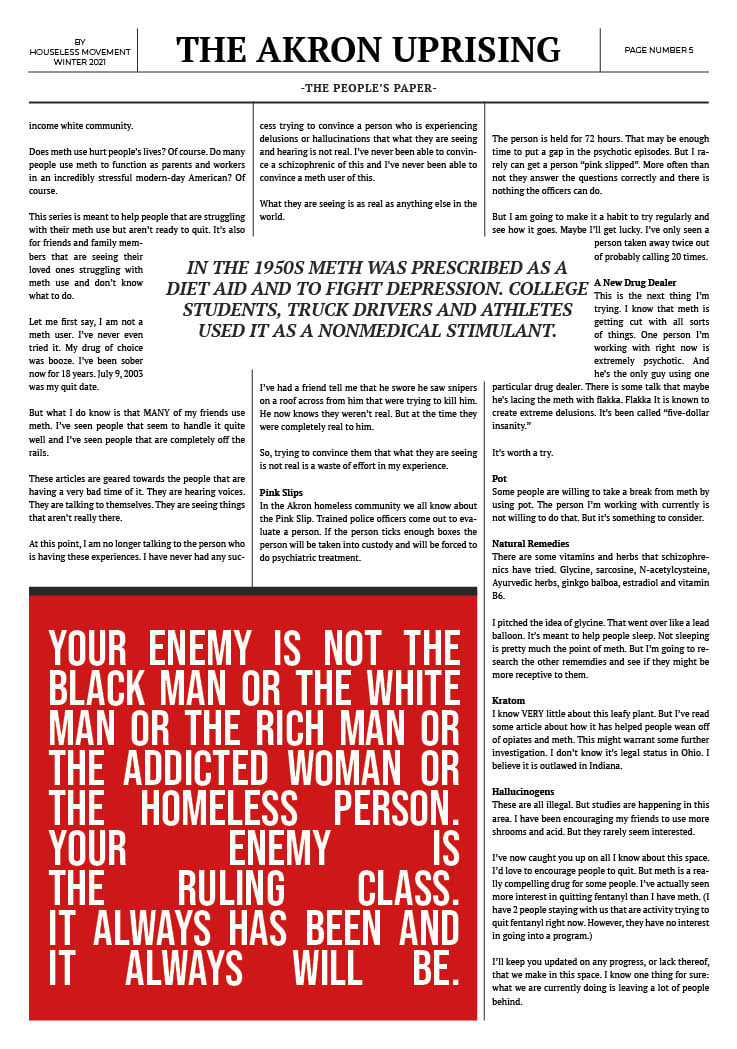 BY
HOUSELESS MOVEMENT
WINTER 2021
THE AKRON UPRISING
PAGE NUMBER 5
-THE PEOPLE'S PAPER-
income white community.
Does meth use hurt people's lives? Of course. Do many
people use meth to function as parents and workers
in an incredibly stressful modern-day American? Of
course.
This series is meant to help people that are struggling
with their meth use but aren't ready to quit. It's also
for friends and family mem-
bers that are seeing their
loved ones struggling with
meth use and don't know
what to do.
Let me first say, I am not a
meth user. I've never even
tried it. My drug of choice
was booze. I've been sober
now for 18 years. July 9, 2003
was my quit date.
But what I do know is that MANY of my friends use
meth. I've seen people that seem to handle it quite
well and I've seen people that are completely off the
rails.
These articles are geared towards the people that are
having a very bad time of it. They are hearing voices.
They are talking to themselves. They are seeing things
that aren't really there.
At this point, I am no longer talking to the person who
is having these experiences. I have never had any suc-
cess trying to convince a person who is experiencing
delusions or hallucinations that what they are seeing
and hearing is not real. I've never been able to convin-
ce a schizophrenic of this and I've never been able to
convince a meth user of this.
What they are seeing is as real as anything else in the
world.
IN THE 1950S METH WAS PRESCRIBED AS A
DIET AID AND TO FIGHT DEPRESSION. COLLEGE
STUDENTS, TRUCK DRIVERS AND ATHLETES
USED IT AS A NONMEDICAL STIMULANT.
I've had a friend tell me that he swore he saw snipers
on a roof across from him that were trying to kill him.
He now knows they weren't real. But at the time they
were completely real to him.
So, trying to convince them that what they are seeing
is not real is a waste of effort in my experience.
Pink Slips
In the Akron homeless community we all know about
the Pink Slip. Trained police officers come out to eva-
luate a person. If the person ticks enough boxes the
person will be taken into custody and will be forced to
do psychiatric treatment.
The person is held for 72 hours. That may be enough
time to put a gap in the psychotic episodes. But I ra-
rely can get a person "pink slipped". More often than
not they answer the questions correctly and there is
nothing the officers can do.
But I am going to make it a habit to try regularly and
see how it goes. Maybe I'll get lucky. I've only seen a
person taken away twice out
of probably calling 20 times.
A New Drug Dealer
This is the next thing I'm
trying. I know that meth is
getting cut with all sorts
of things. One person I'm
working with right now is
extremely psychotic. And
he's the only guy using one
particular drug dealer. There is some talk that maybe
he's lacing the meth with flakka. Flakka It is known to
create extreme delusions. It's been called "five-dollar
insanity."
It's worth a try.
Pot
Some people are willing to take a break from meth by
using pot. The person I'm working with currently is
not willing to do that. But it's something to consider.
Natural Remedies
There are some vitamins and herbs that schizophre-
nics have tried. Glycine, sarcosine, N-acetylcysteine,
Ayurvedic herbs, ginkgo balboa, estradiol and vitamin
B6.
I pitched the idea of glycine. That went over like a lead
balloon. It's meant to help people sleep. Not sleeping
is pretty much the point of meth. But I'm going to re-
search the other rememdies and see if they might be
more receptive to them.
Kratom
I know VERY little about this leafy plant. But I've read
some article about how it has helped people wean off
of opiates and meth. This might warrant some further
investigation. I don't know it's legal status in Ohio. I
believe it is outlawed in Indiana.
Hallucinogens
These are all illegal. But studies are happening in this
area. I have been encouraging my friends to use more
shrooms and acid. But they rarely seem interested.
I've now caught you up on all I know about this space.
I'd love to encourage people to quit. But meth is a rea-
lly compelling drug for some people. I've actually seen
more interest in quitting fentanyl than I have meth. (I
have 2 people staying with us that are activity trying to
quit fentanyl right now. However, they have no interest
in going into a program.)
I'll keep you updated on any progress, or lack thereof,
that we make in this space. I know one thing for sure:
what we are currently doing is leaving a lot of people
behind.
YOUR ENEMY IS NOT THE
BLACK MAN OR THE WHITE
MAN OR THE RICH MAN OR
THE ADDICTED WOMAN OR
THE HOMELESS PERSON.
YOUR ENEMY IS
THE RULING CLASS.
IT ALWAYS HAS BEEN AND
IT ALWAYS WILL BE.